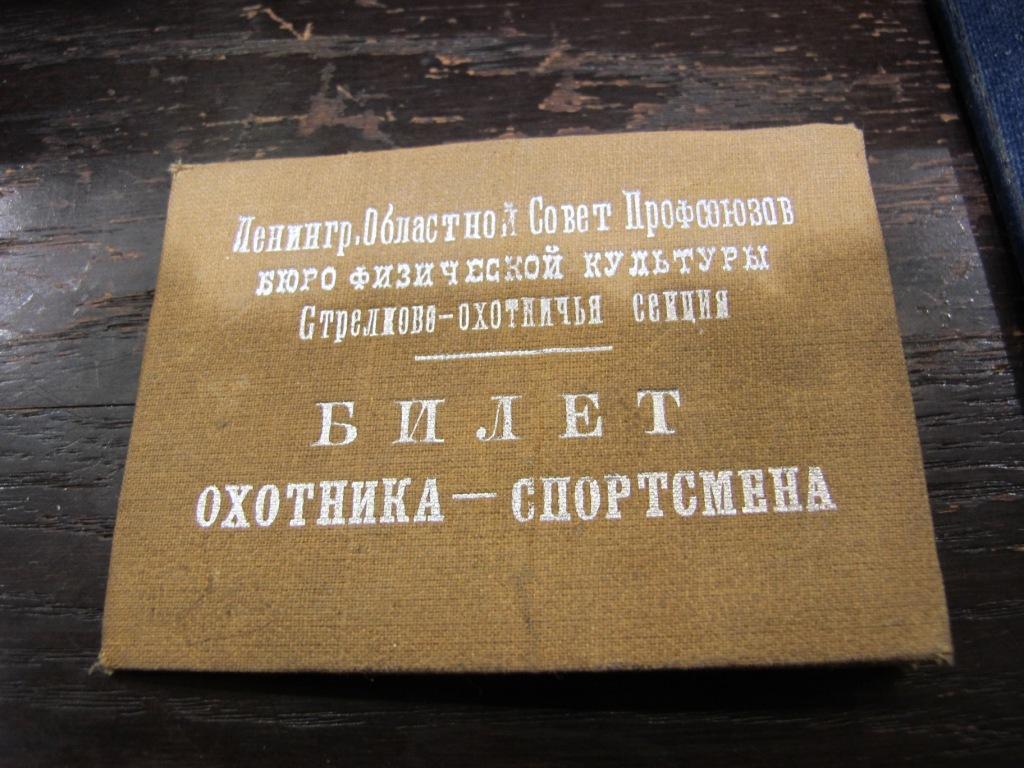 Ленингр. Областной Совет Профсоюзов
БЮРО ФИЗИЧЕСКОЙ КУЛЬТУРЫ
Стрелково-охотничья секция
БИЛЕТ
ОХОТНИКА — СПОРТСМЕНА